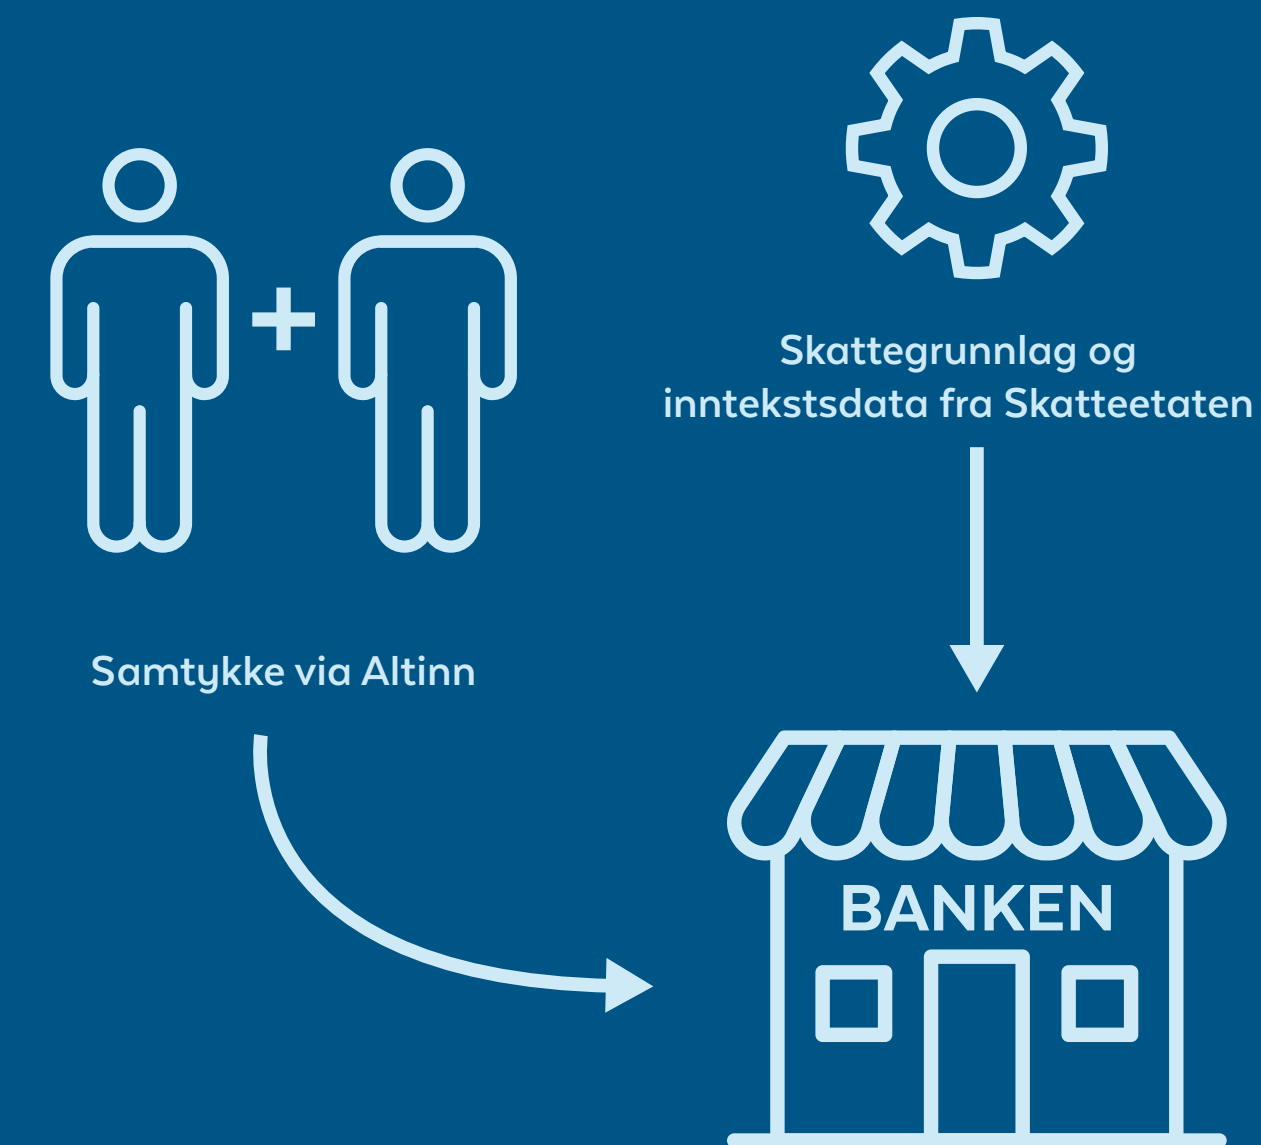 Skattegrunnlag og
inntekstsdata fra Skatteetaten
Samtykke via Altinn
BANKEN